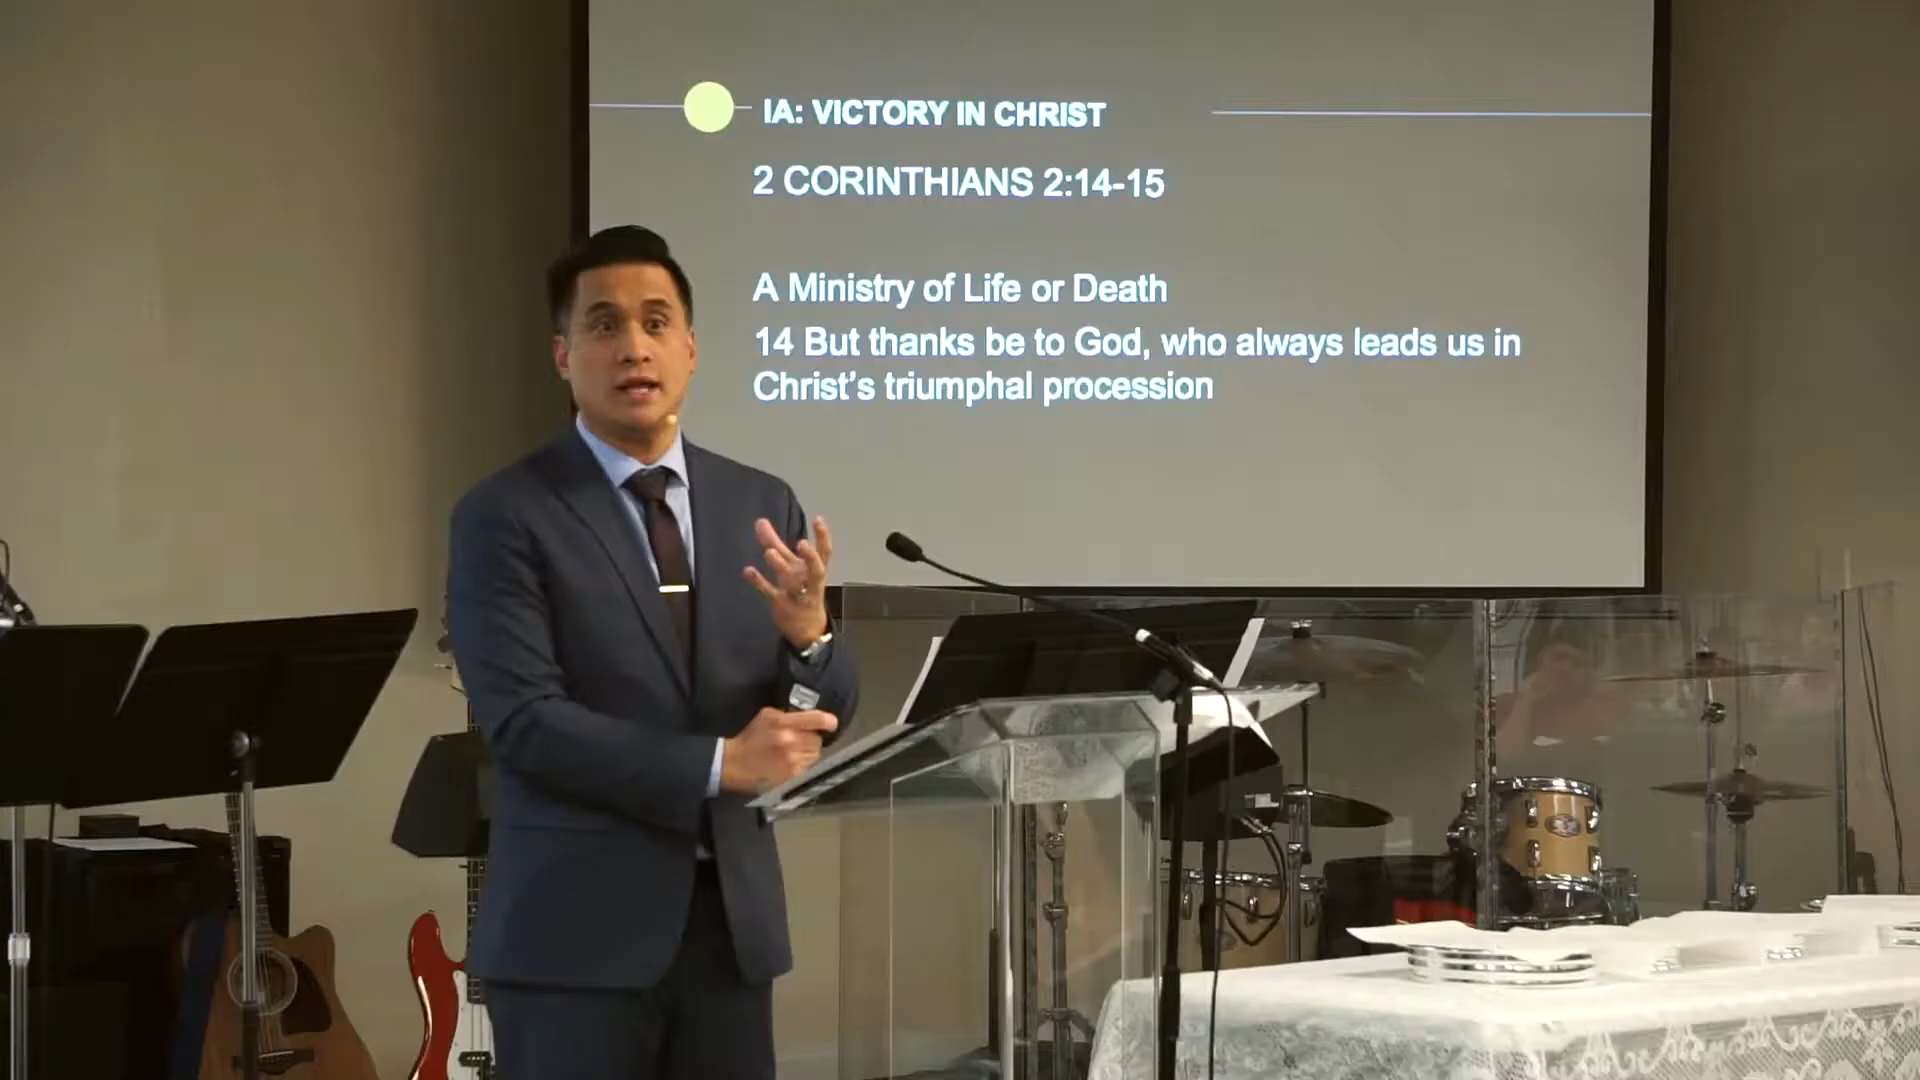 IA: VICTORY IN CHRIST
2 CORINTHIANS 2:14-15
A Ministry of Life or Death
14 But thanks be to God, who always leads us in
Christ’s triumphal procession